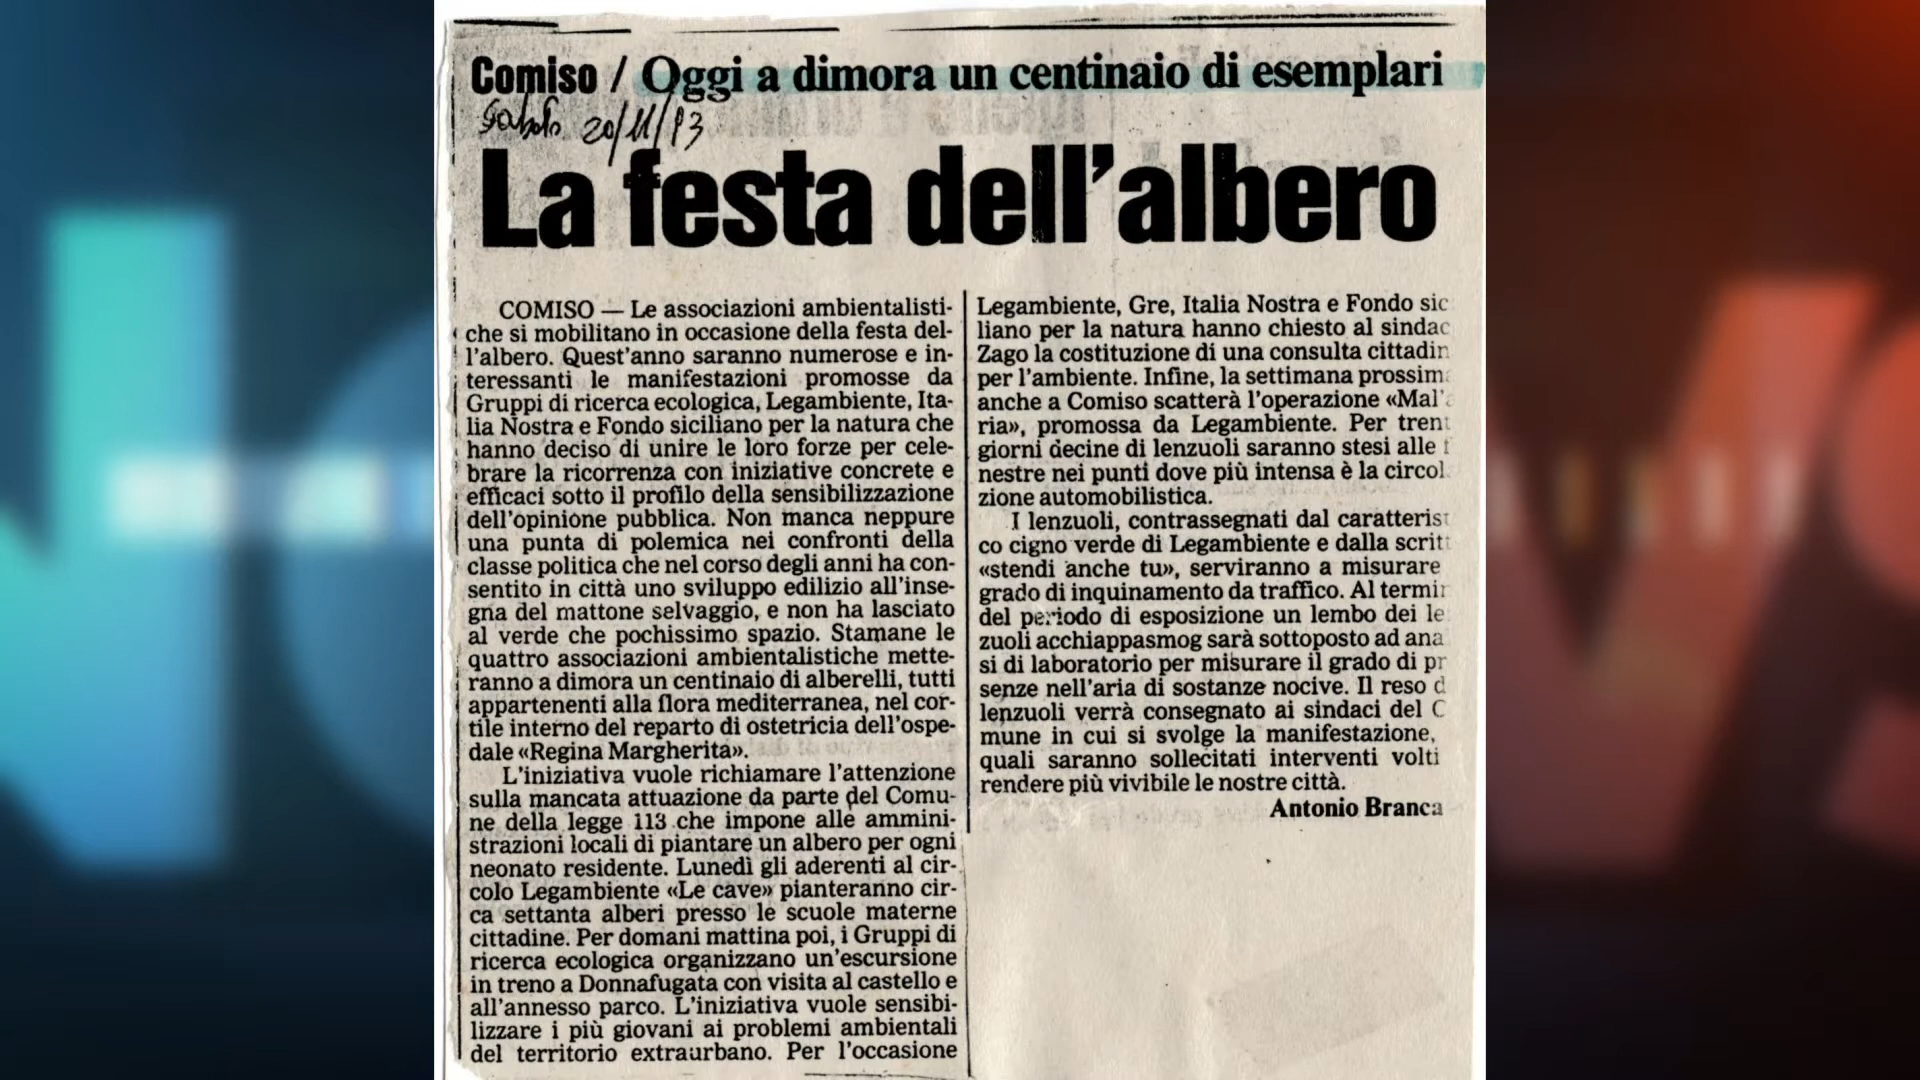 Comiso / Oggi a dimora un centinaio di esemplari
20/11/93
La festa dell'albero
COMISO — Le associazioni ambientalisti-
che si mobilitano in occasione della festa del-
l'albero. Quest'anno saranno numerose e in-
teressanti le manifestazioni promosse da
Gruppi di ricerca ecologica, Legambiente, Ita-
lia Nostra e Fondo siciliano per la natura che
hanno deciso di unire le loro forze per cele-
brare la ricorrenza con iniziative concrete e
efficaci sotto il profilo della sensibilizzazione
dell'opinione pubblica. Non manca neppure
una punta di polemica nei confronti della
classe politica che nel corso degli anni ha con-
sentito in città uno sviluppo edilizio all'inse-
gna del mattone selvaggio, e non ha lasciato
al verde che pochissimo spazio. Stamane le
quattro associazioni ambientalistiche mette-
ranno a dimora un centinaio di alberelli, tutti
appartenenti alla flora mediterranea, nel cor-
tile interno del reparto di ostetricia dell'ospe-
dale «Regina Margherita».
L'iniziativa vuole richiamare l'attenzione
sulla mancata attuazione da parte del Comu-
ne della legge 113 che impone alle ammini-
strazioni locali di piantare un albero per ogni
neonato residente. Lunedì gli aderenti al cir-
colo Legambiente «Le cave» pianteranno cir-
ca settanta alberi presso le scuole materne
cittadine. Per domani mattina poi, i Gruppi di
ricerca ecologica organizzano un'escursione
in treno a Donnafugata con visita al castello e
all'annesso parco. L'iniziativa vuole sensibi-
lizzare i più giovani ai problemi ambientali
del territorio extraurbano. Per l'occasione
Legambiente, Gre, Italia Nostra e Fondo sic
liano per la natura hanno chiesto al sindac
Zago la costituzione di una consulta cittadin
per l'ambiente. Infine, la settimana prossim
anche a Comiso scatterà l'operazione «Mal'
ria», promossa da Legambiente. Per trent
giorni decine di lenzuoli saranno stesi alle f
nestre nei punti dove più intensa è la circol
zione automobilistica.
I lenzuoli, contrassegnati dal caratterist
co cigno verde di Legambiente e dalla scritt
«stendi anche tu», serviranno a misurare
grado di inquinamento da traffico. Al termin
del periodo di esposizione un lembo dei le
zuoli acchiappasmog sarà sottoposto ad ana
si di laboratorio per misurare il grado di pr
senze nell'aria di sostanze nocive. Il reso d
lenzuoli verrà consegnato ai sindaci del C
mune in cui si svolge la manifestazione,
quali saranno sollecitati interventi volti
rendere più vivibile le nostre città.
Antonio Branca